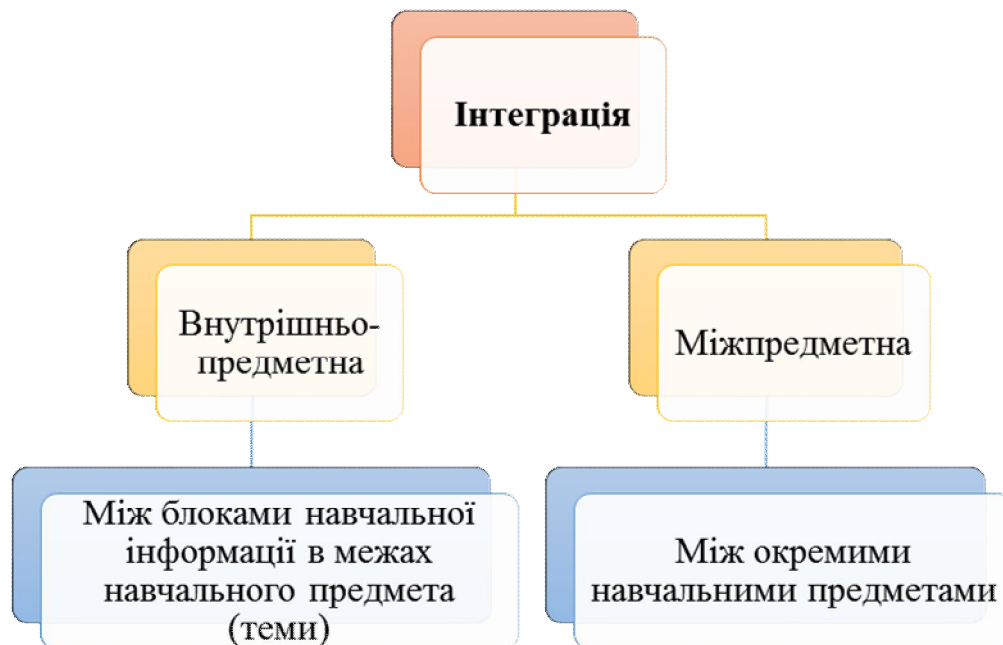 Інтеграція
Внутрішньо-
предметна
Міжпредметна
Між блоками навчальної
інформації в межах
навчального предмета
(теми)
Між окремими
навчальними предметами